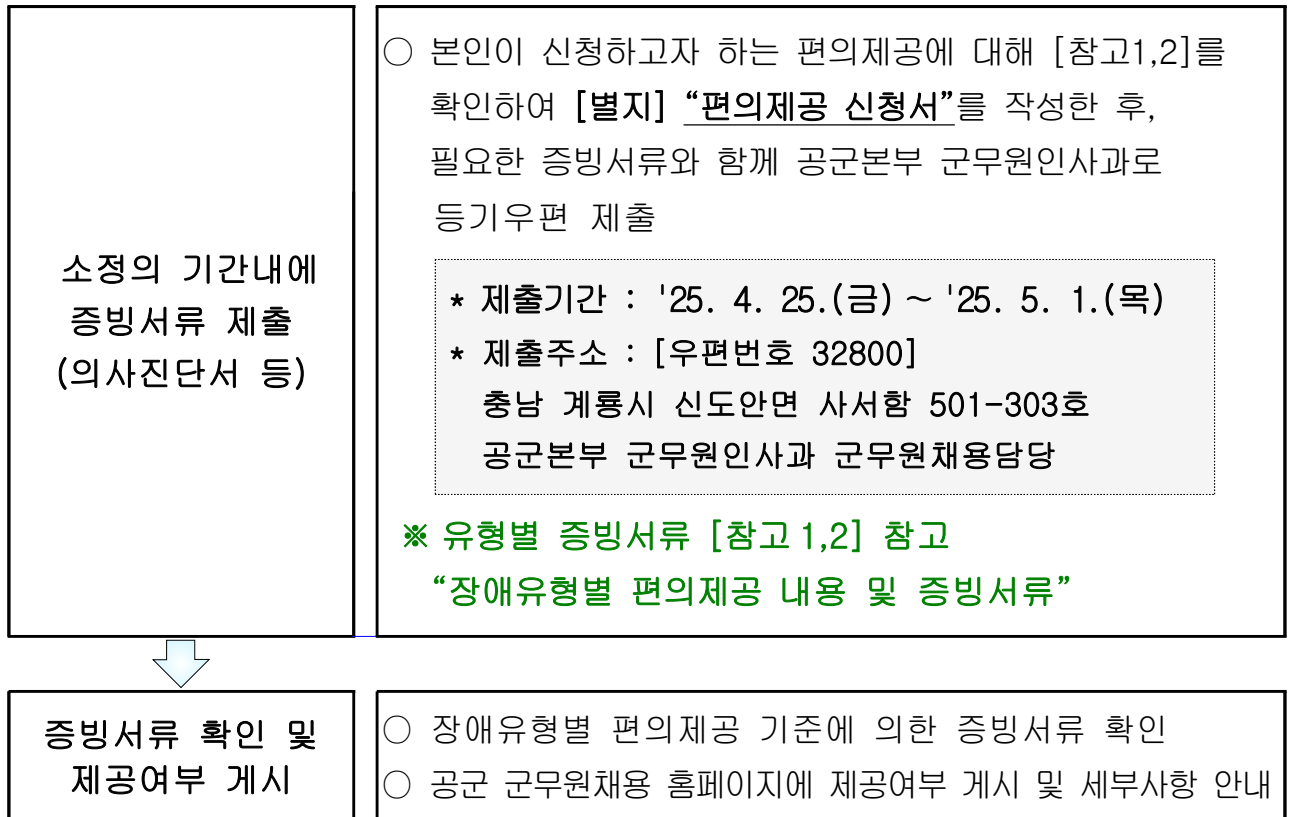 소정의 기간내에
증빙서류 제출
(의사진단서 등)
○ 본인이 신청하고자 하는 편의제공에 대해 [참고1,2]를
확인하여 [별지] “편의제공 신청서”를 작성한 후,
필요한 증빙서류와 함께 공군본부 군무원인사과로
등기우편 제출
* 제출기간 : '25. 4. 25.(금) ~ '25. 5. 1.(목)
* 제출주소 : [우편번호 32800]
충남 계룡시 신도안면 사서함 501-303호
공군본부 군무원인사과 군무원채용담당
※ 유형별 증빙서류 [참고 1,2] 참고
“장애유형별 편의제공 내용 및 증빙서류”
증빙서류 확인 및
제공여부 게시
○ 장애유형별 편의제공 기준에 의한 증빙서류 확인
○ 공군 군무원채용 홈페이지에 제공여부 게시 및 세부사항 안내